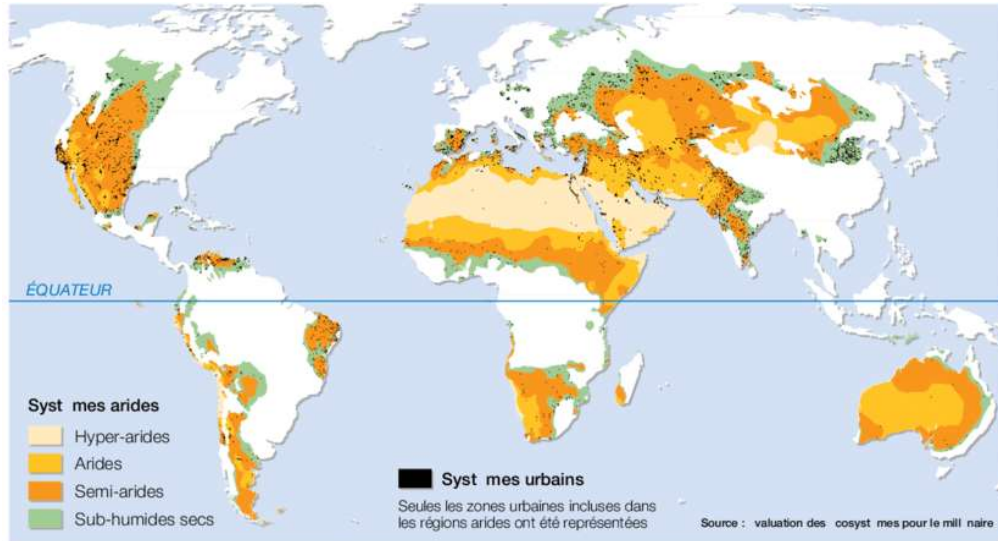 ÉQUATEUR
Syst mes arides
Hyper-arides
Arides
Semi-arides
Sub-humides secs
Syst mes urbains
Seules les zones urbaines incluses dans
les régions arides ont été représentées
Source : valuation des cosyst mes pour le mill naire